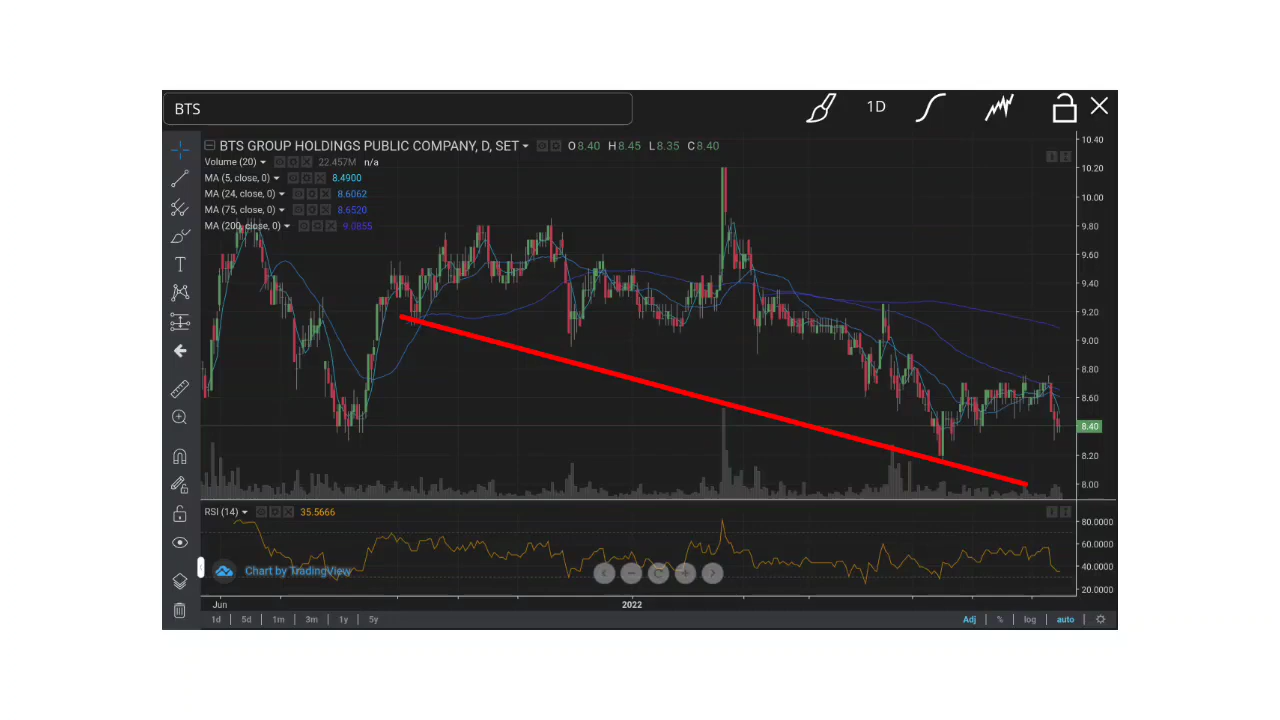 BTS
1D
BTS GROUP HOLDINGS PUBLIC COMPANY, D, SET O 8.40 H 8.45 L 8.35 C 8.40
Volume (20) 22.457M n/a
MA (5, close, 0) 8.4900
MA (24, close, 0) 8.6062
MA (75, close, 0) 8.6520
MA (200, close, 0) 9.0855
10.40
10.20
10.00
9.80
9.60
9.40
9.20
9.00
8.80
8.60
8.40
8.20
8.00
RSI (14) 35.5666
80.0000
60.0000
40.0000
20.0000
Chart by TradingView
Jun 2022
1d 5d 1m 3m 1y 5y Adj % log auto